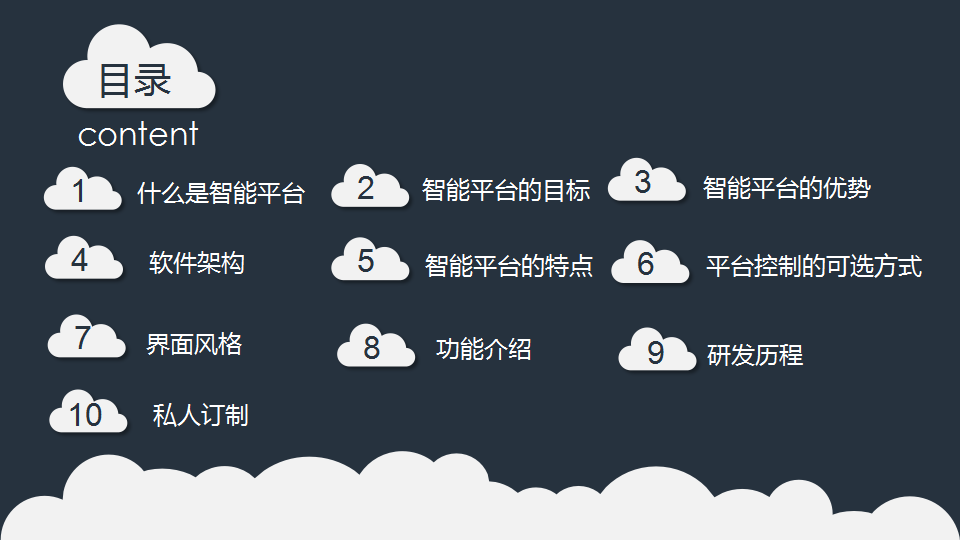 目录
content
1 什么是智能平台
2 智能平台的目标
3 智能平台的优势
4 软件架构
5 智能平台的特点
6 平台控制的可选方式
7 界面风格
8 功能介绍
9 研发历程
10 私人订制